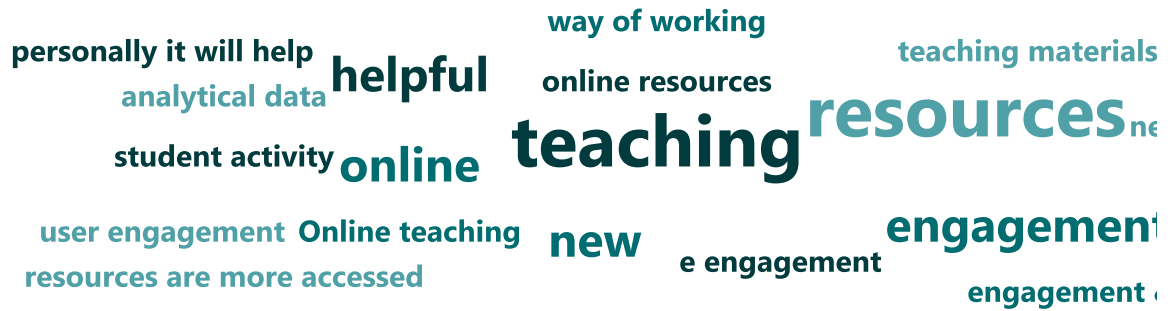 way of working
personally it will help
teaching materials
helpful
online resources
analytical data
resources
teaching
student activity
online
engagement
user engagement
Online teaching
new
e engagement
resources are more accessed
engagement